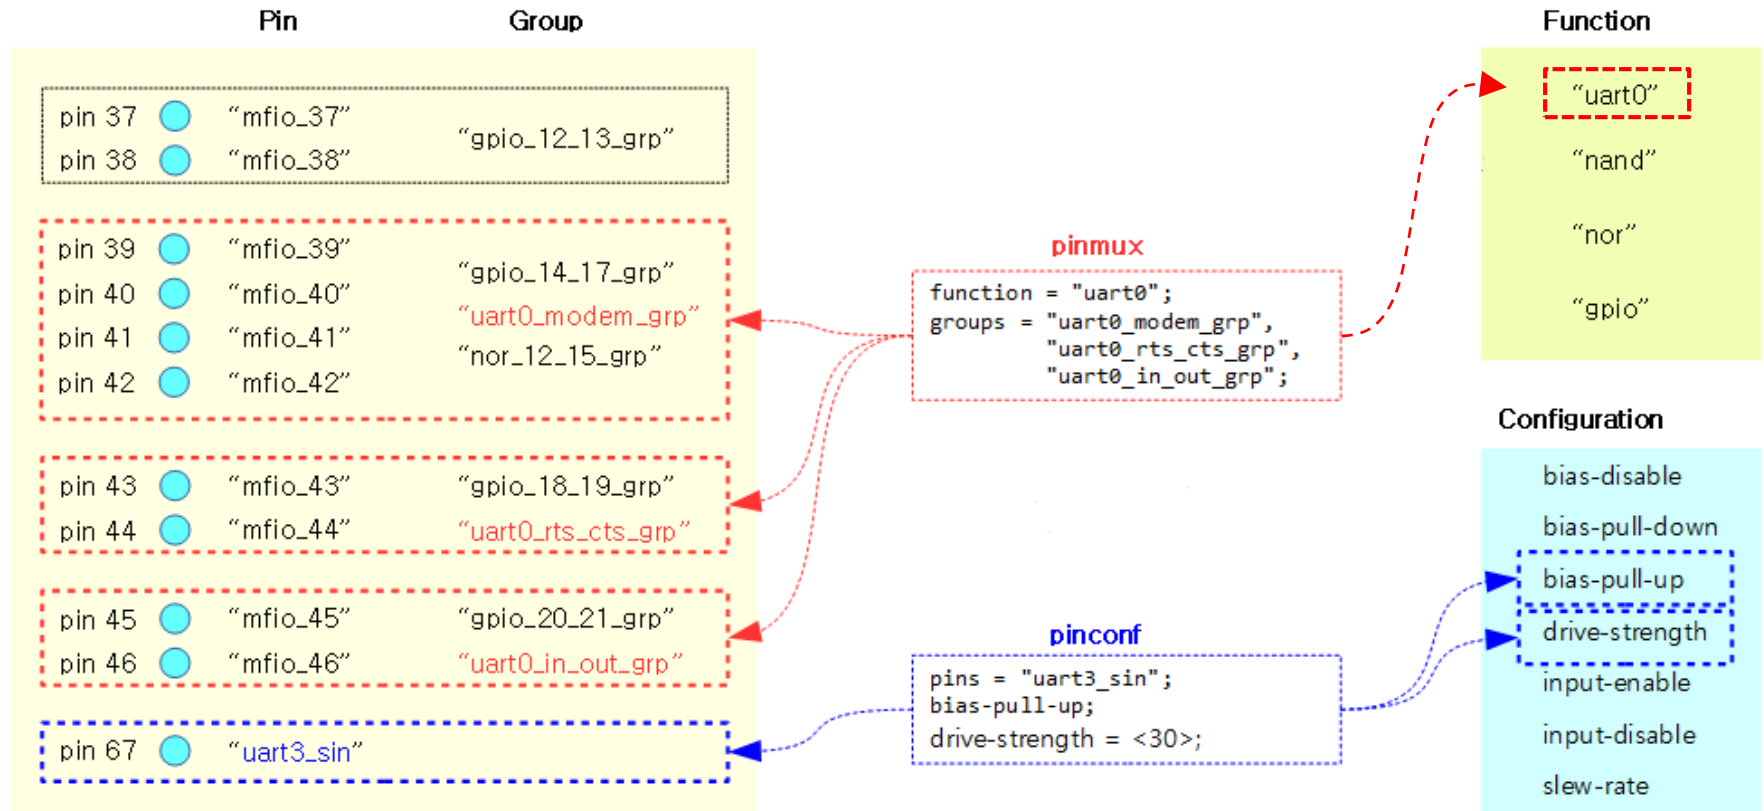 Pin Group
pin 37 “mfio_37”
“gpio_12_13_grp”
pin 38 “mfio_38”
pin 39 “mfio_39”
“gpio_14_17_grp”
pin 40 “mfio_40”
“uart0_modem_grp”
pin 41 “mfio_41”
“nor_12_15_grp”
pin 42 “mfio_42”
pin 43 “mfio_43” “gpio_18_19_grp”
pin 44 “mfio_44” “uart0_rts_cts_grp”
pin 45 “mfio_45” “gpio_20_21_grp”
pin 46 “mfio_46” “uart0_in_out_grp”
pin 67 “uart3_sin”
pinmux
function = "uart0";
groups = "uart0_modem_grp",
"uart0_rts_cts_grp",
"uart0_in_out_grp";
pinconf
pins = "uart3_sin";
bias-pull-up;
drive-strength = <30>;
Function
“uart0”
“nand”
“nor”
“gpio”
Configuration
bias-disable
bias-pull-down
bias-pull-up
drive-strength
input-enable
input-disable
slew-rate